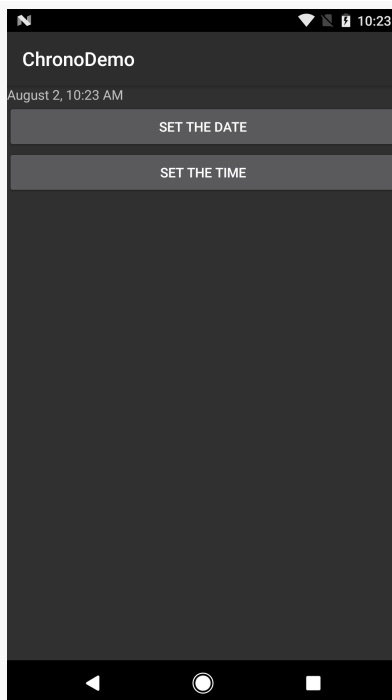 10:23
ChronoDemo
August 2, 10:23 AM
SET THE DATE
SET THE TIME